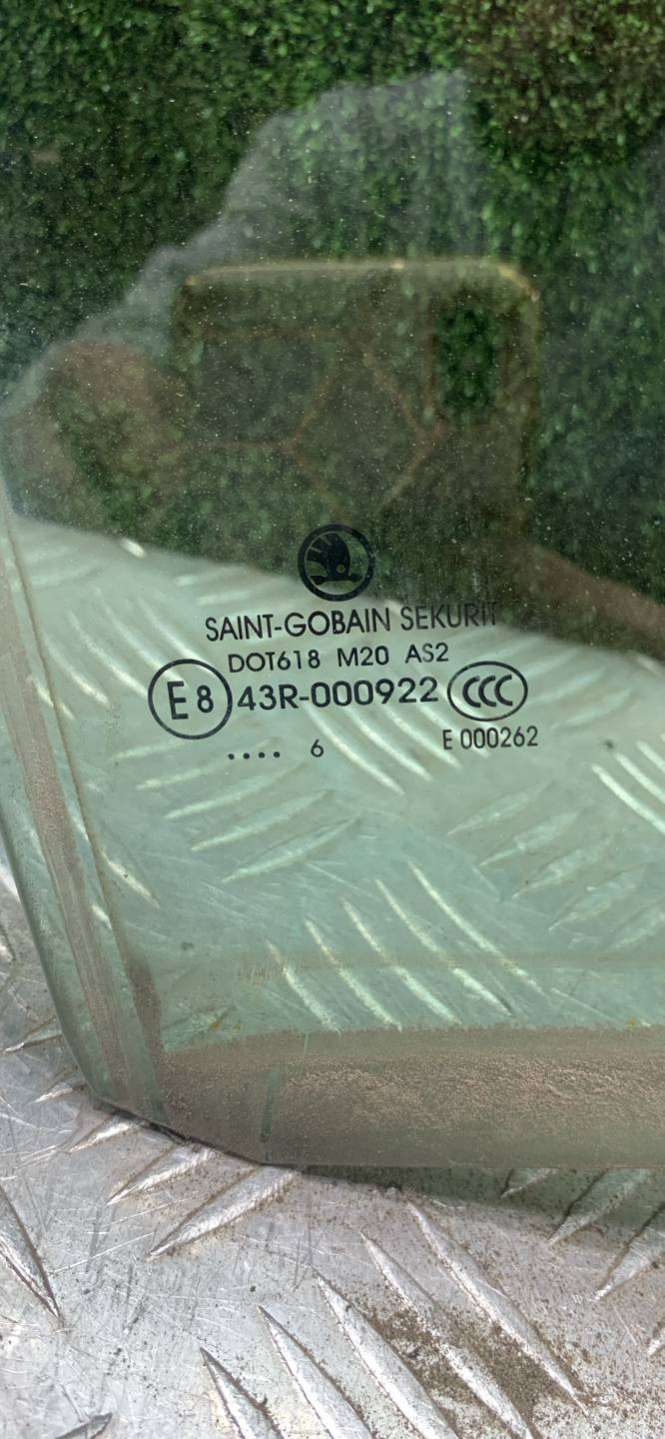 SAINT-GOBAIN SEKURIT
DOT618 M20 AS2
E8 43R-000922 CCC
.... 6 E 000262